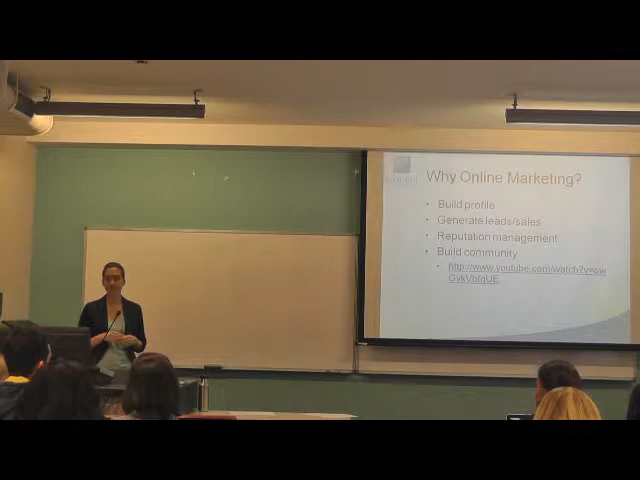 Why Online Marketing?
• Build profile
• Generate leads/sales
• Reputation management
• Build community